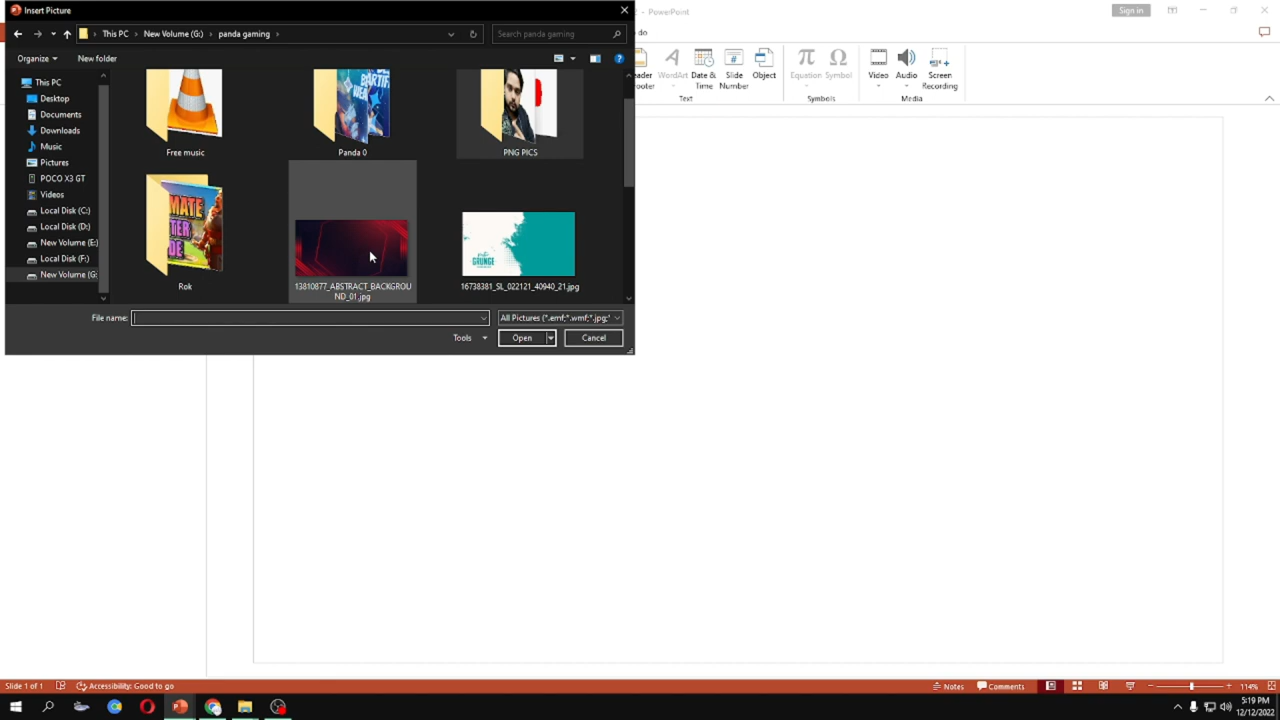 Insert Picture
- PowerPoint
Sign in
This PC
New Volume (G:)
panda gaming
Search panda gaming
do
Organize
New folder
WordArt
Date & Time
Slide Number
Object
Equation
Symbol
Video
Audio
Screen Recording
Text
Symbols
Media
This PC
Desktop
Documents
Downloads
Music
Pictures
POCO X3 GT
Videos
Local Disk (C:)
Local Disk (D:)
New Volume (E:)
Local Disk (F:)
New Volume (G:
Free music
Panda 0
PNG PICS
GRUNGE
Rok
13810877_ABSTRACT_BACKGROU
ND_01.jpg
16738381_SL_022121_40940_21.jpg
File name:
All Pictures (*.emf;*.wmf;*.jpg;*
Tools
Open
Cancel
Slide 1 of 1
Accessibility: Good to go
Notes
Comments
114%
5:19 PM
12/12/2022